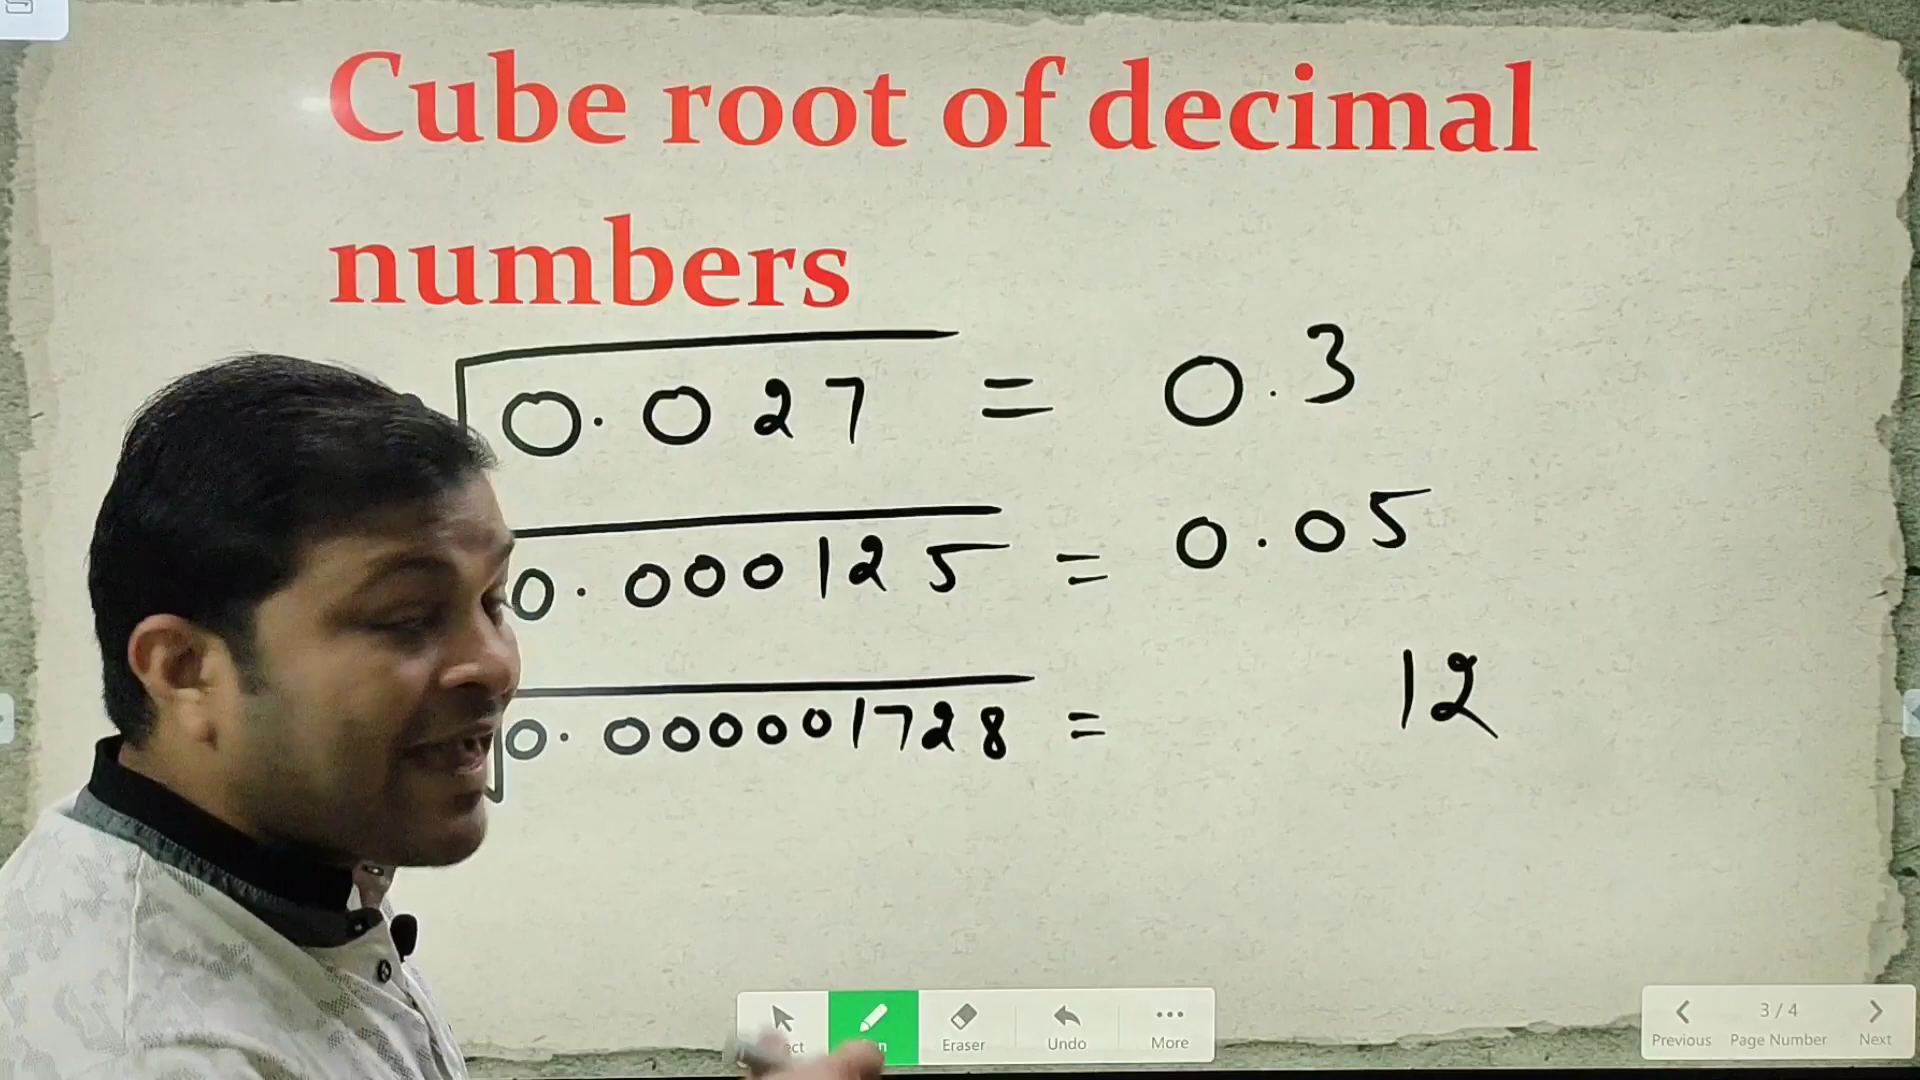 Cube root of decimal
numbers
0.027 = 0.3
0.000125 = 0.05
0.000001728 = 12
Eraser Undo More
3 / 4
Previous Page Number Next